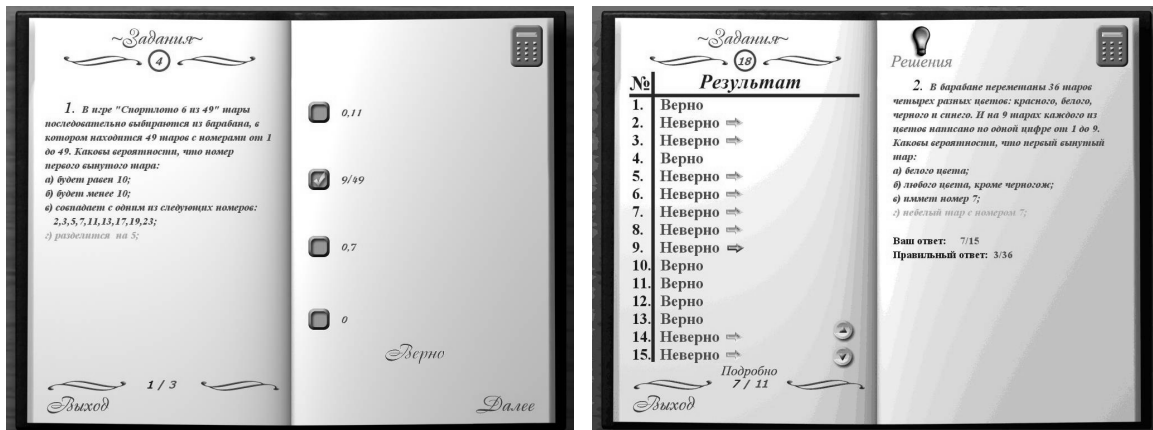 ~Задания~
4
1. В игре "Спортлото 6 из 49" шары
последовательно выбираются из барабана, в
котором находится 49 шаров с номерами от 1
до 49. Каковы вероятности, что номер
первого вынутого шара:
а) будет равен 10;
б) будет менее 10;
в) совпадает с одним из следующих номеров:
2,3,5,7,11,13,17,19,23;
г) разделится на 5;
1 / 3
Выход
0,11
9/49
0,7
0
Верно
Далее
~Задания~
18
№ Результат
1. Верно
2. Неверно
3. Неверно
4. Верно
5. Неверно
6. Неверно
7. Неверно
8. Неверно
9. Неверно
10. Верно
11. Верно
12. Верно
13. Верно
14. Неверно
15. Неверно
Подробно
7 / 11
Выход
Решения
2. В барабане перемешаны 36 шаров
четырех разных цветов: красного, белого,
черного и синего. И на 9 шарах каждого из
цветов написано по одной цифре от 1 до 9.
Каковы вероятности, что первый вынутый
шар:
а) белого цвета;
б) любого цвета, кроме черногож;
в) имеет номер 7;
г) небелый шар с номером 7;
Ваш ответ: 7/15
Правильный ответ: 3/36